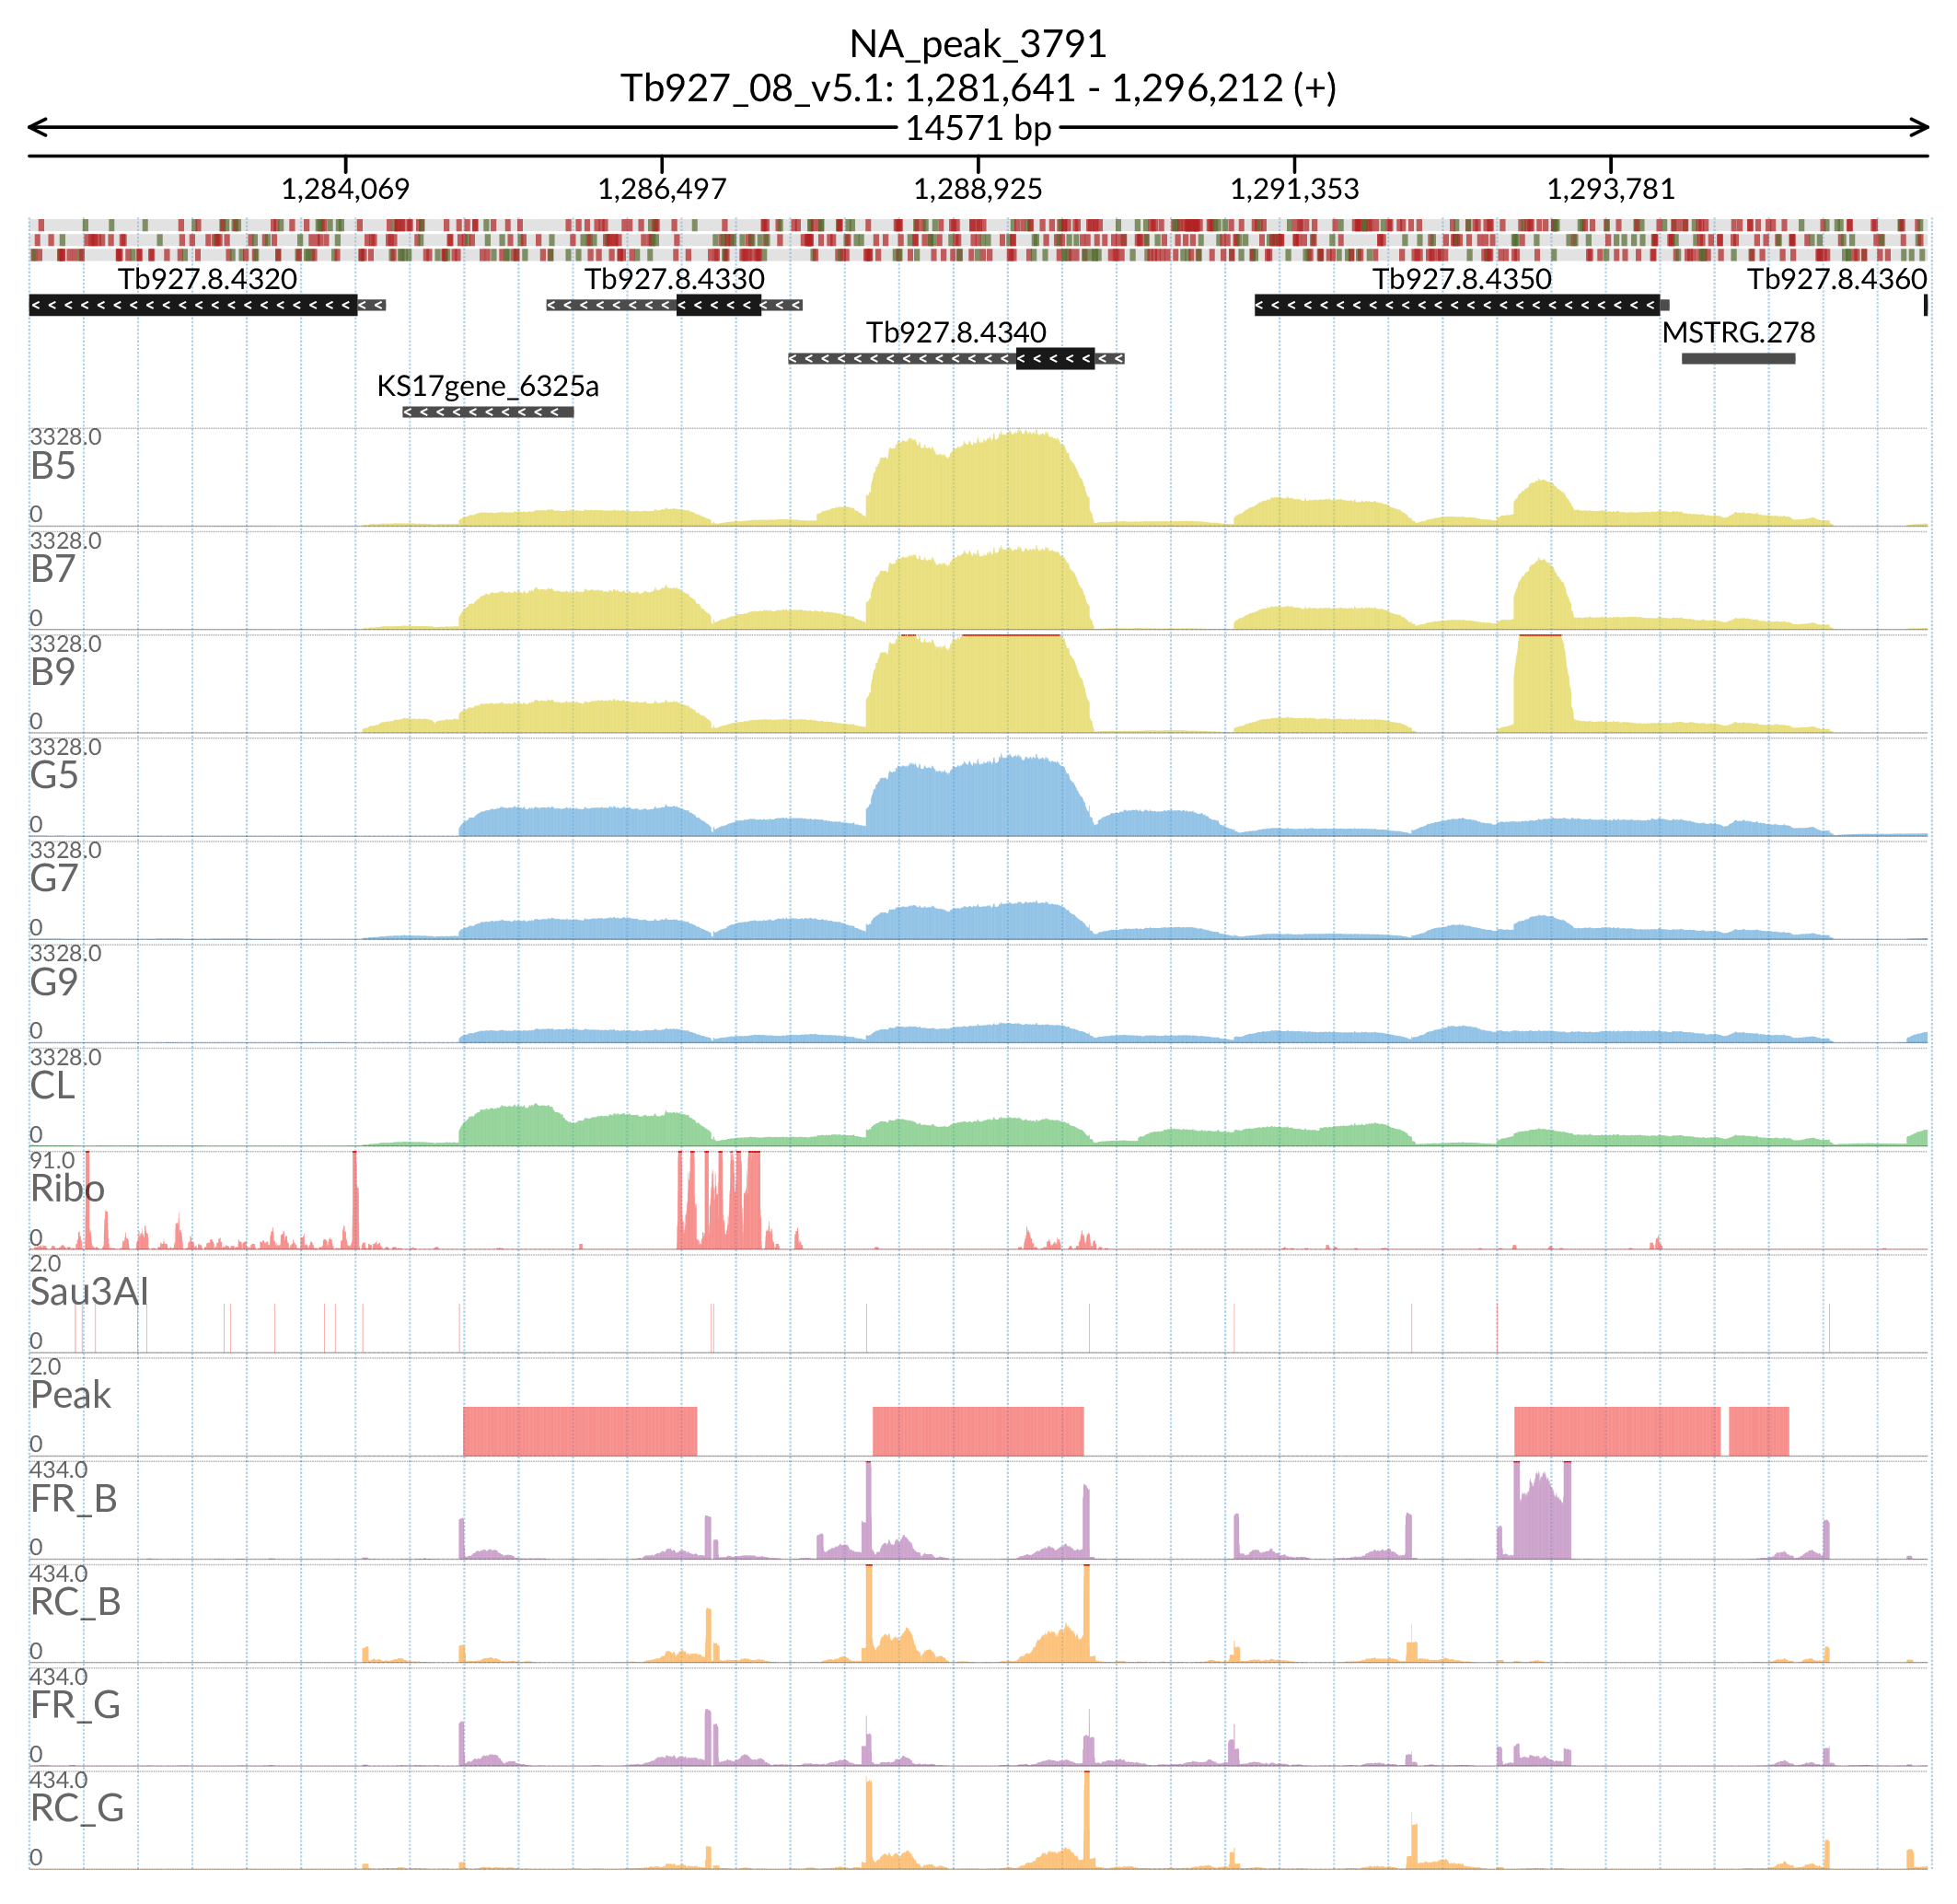 NA_peak_3791
Tb927_08_v5.1: 1,281,641 - 1,296,212 (+)
14571 bp
1,284,069 1,286,497 1,288,925 1,291,353 1,293,781
Tb927.8.4320 Tb927.8.4330 Tb927.8.4350 Tb927.8.4360
Tb927.8.4340 MSTRG.278
KS17gene_6325a
3328.0
B5
0
3328.0
B7
0
3328.0
B9
0
3328.0
G5
0
3328.0
G7
0
3328.0
G9
0
3328.0
CL
0
91.0
Ribo
0
2.0
Sau3AI
0
2.0
Peak
0
434.0
FR_B
0
434.0
RC_B
0
434.0
FR_G
0
434.0
RC_G
0